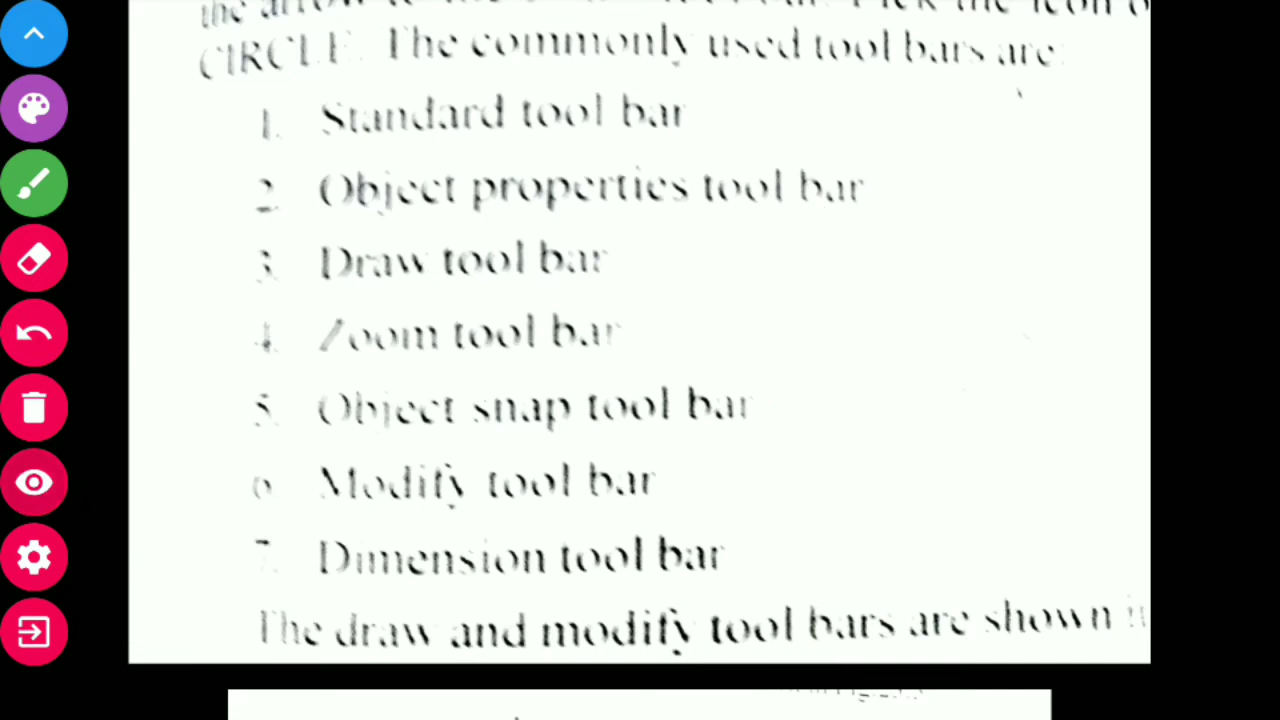 CIRCLE. The commonly used tool bars are:
1. Standard tool bar
2. Object properties tool bar
3. Draw tool bar
4. Zoom tool bar
5. Object snap tool bar
6. Modify tool bar
7. Dimension tool bar
The draw and modify tool bars are shown